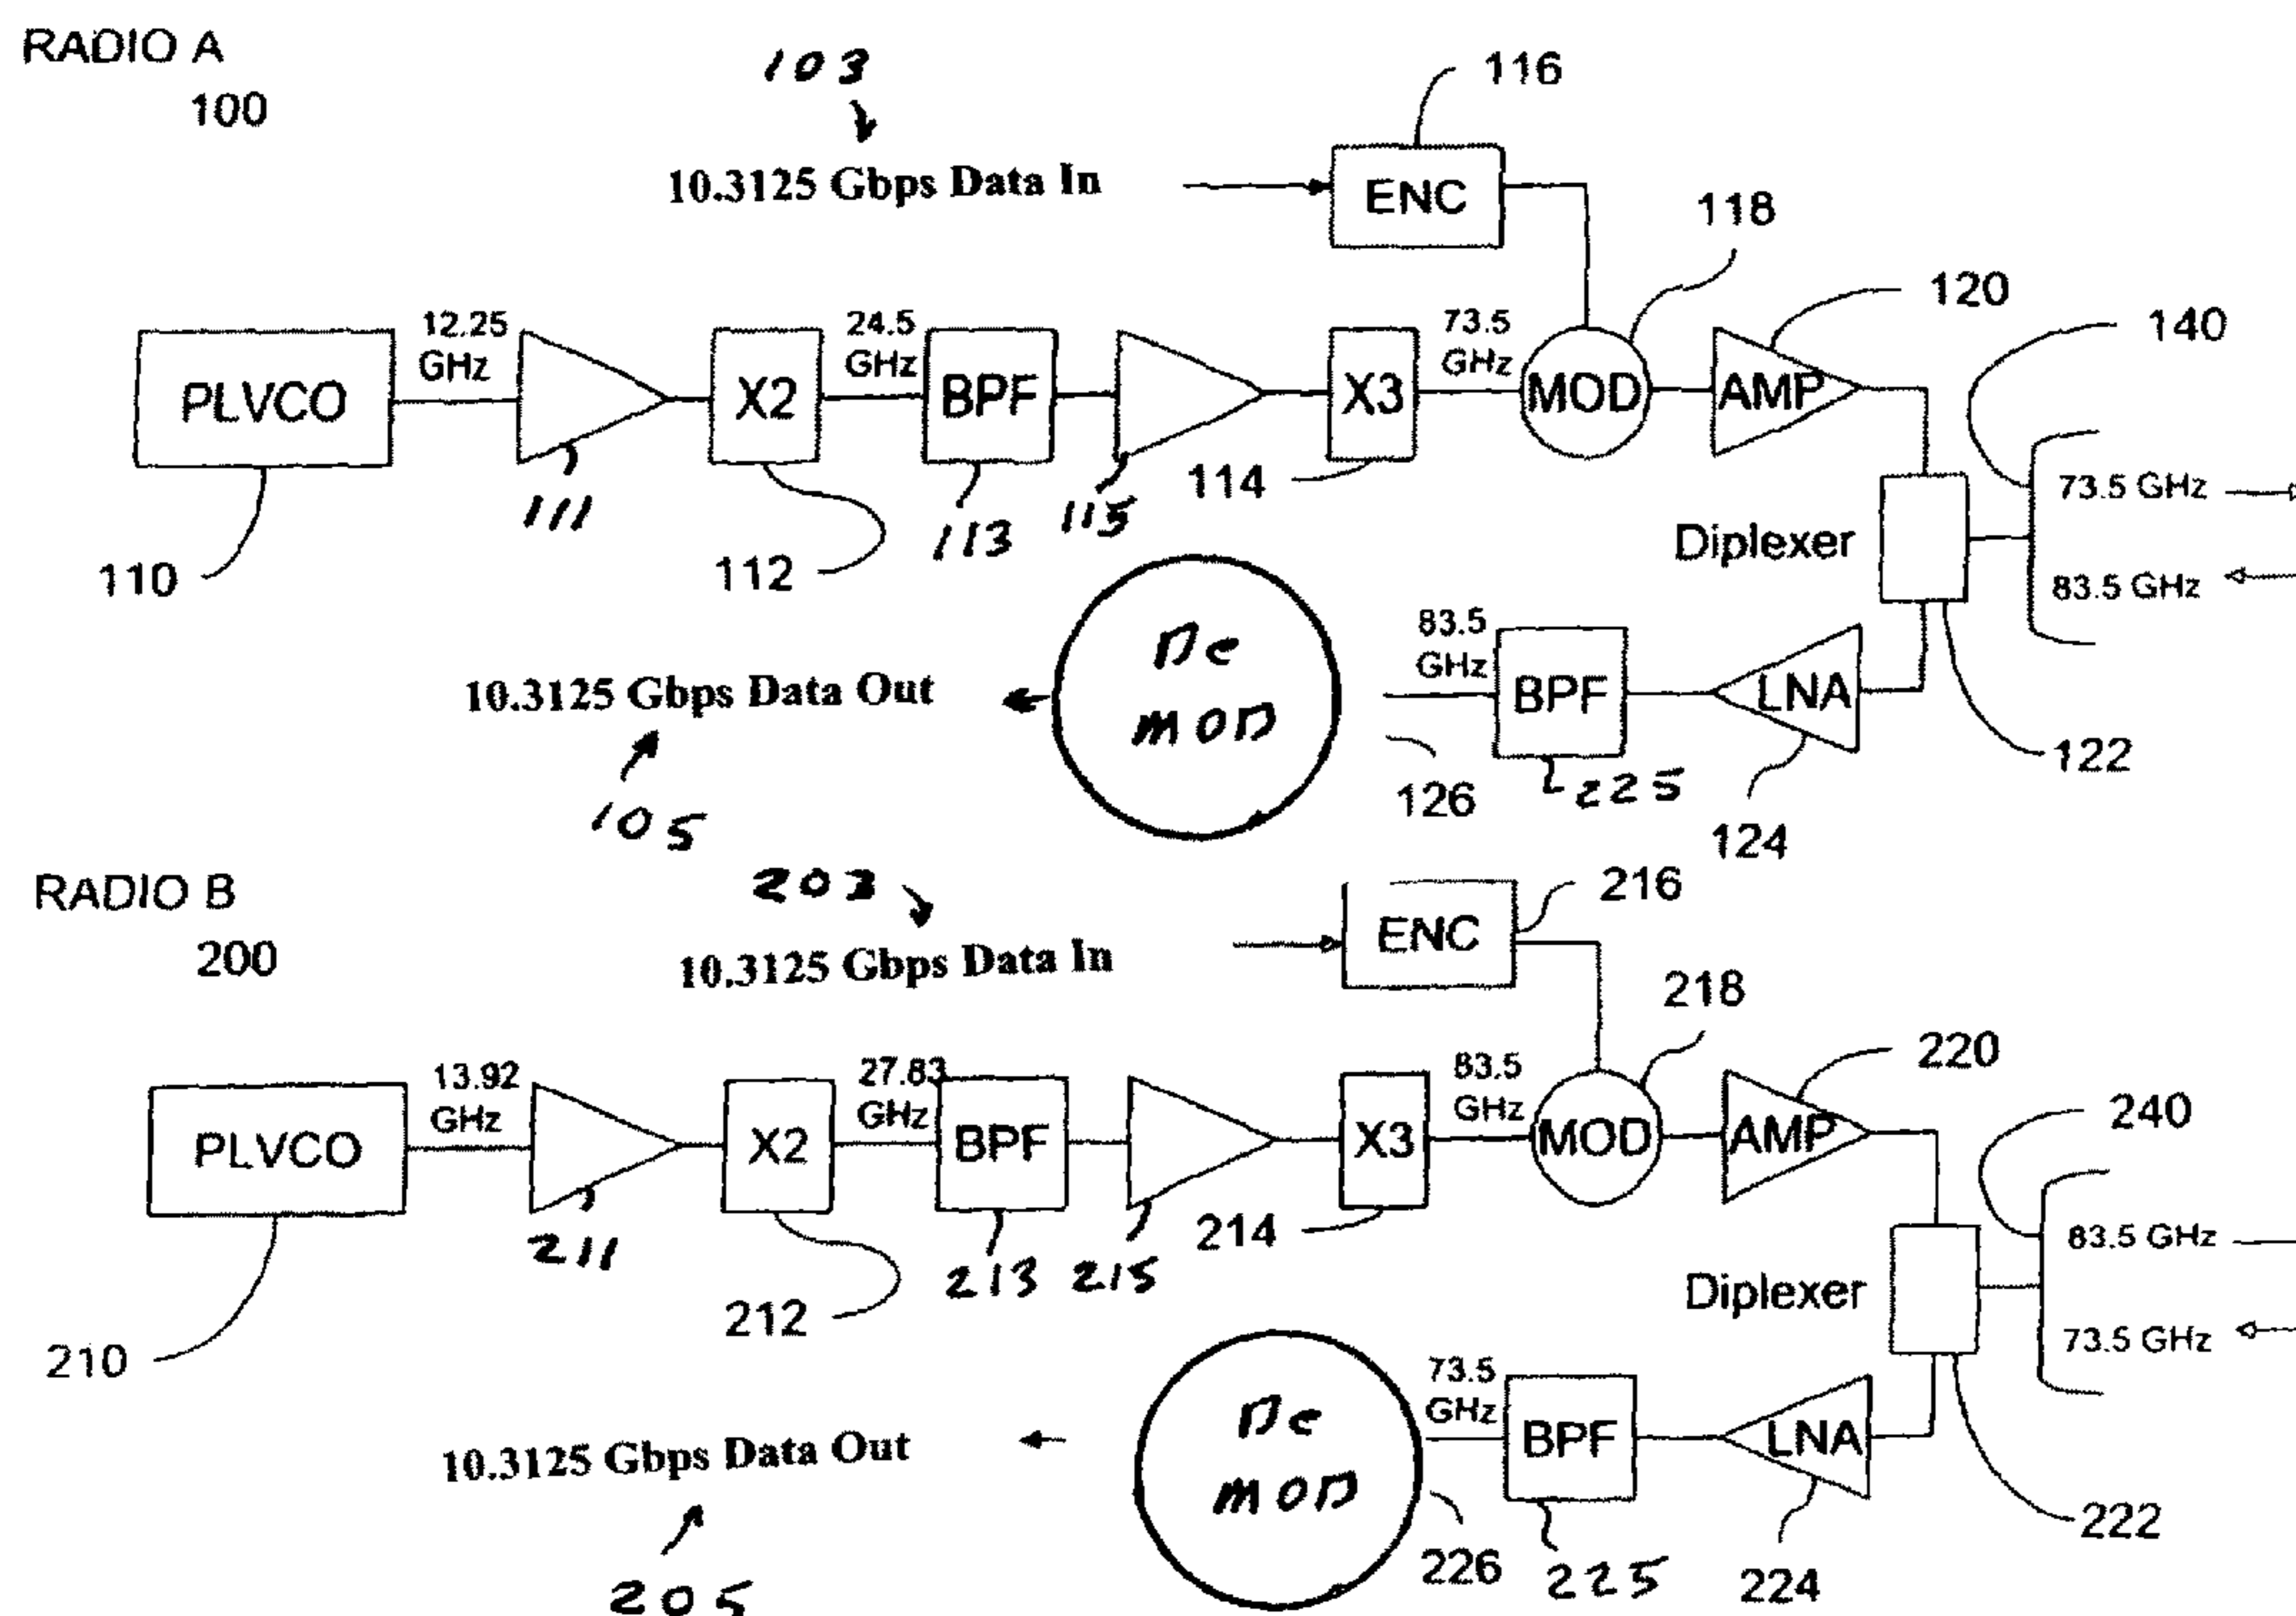 RADIO A
100
103
10.3125 Gbps Data In
116
ENC
118
120
140
PLVCO
12.25
GHz
X2
24.5
GHz
BPF
X3
73.5
GHz
MOD
AMP
110
111
112
113
115
114
73.5 GHz
Diplexer
83.5 GHz
122
10.3125 Gbps Data Out
105
De
MOD
83.5
GHz
BPF
LNA
126
225
124
RADIO B
200
203
10.3125 Gbps Data In
216
ENC
218
220
240
PLVCO
13.92
GHz
X2
27.83
GHz
BPF
X3
83.5
GHz
MOD
AMP
210
211
212
213
215
214
83.5 GHz
Diplexer
73.5 GHz
222
10.3125 Gbps Data Out
205
De
MOD
73.5
GHz
BPF
LNA
226
225
224